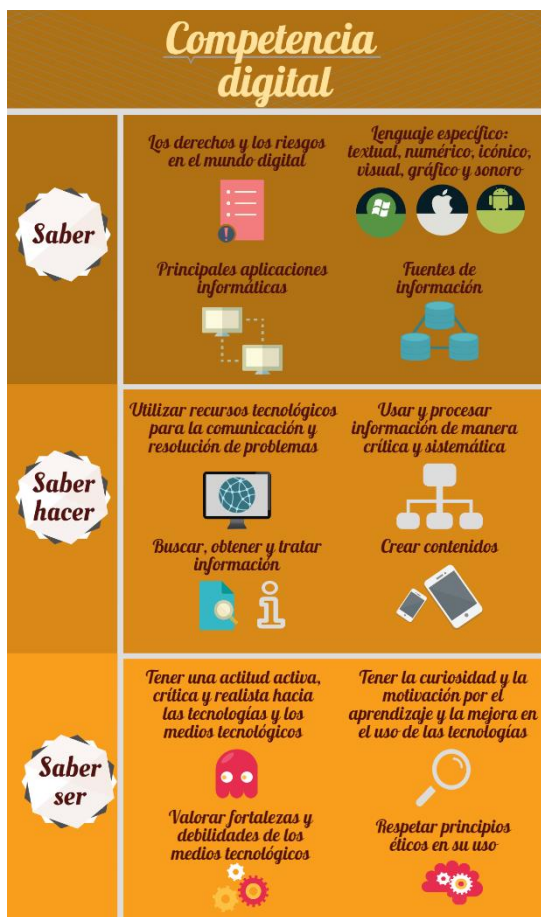 Competencia
digital
Saber
Los derechos y los riesgos
en el mundo digital
Lenguaje específico:
textual, numérico, icónico,
visual, gráfico y sonoro
Principales aplicaciones
informáticas
Fuentes de
información
Saber
hacer
Utilizar recursos tecnológicos
para la comunicación y
resolución de problemas
Usar y procesar
información de manera
crítica y sistemática
Buscar, obtener y tratar
información
Crear contenidos
Saber
ser
Tener una actitud activa,
crítica y realista hacia
las tecnologías y los
medios tecnológicos
Tener la curiosidad y la
motivación por el
aprendizaje y la mejora en
el uso de las tecnologías
Valorar fortalezas y
debilidades de los
medios tecnológicos
Respetar principios
éticos en su uso